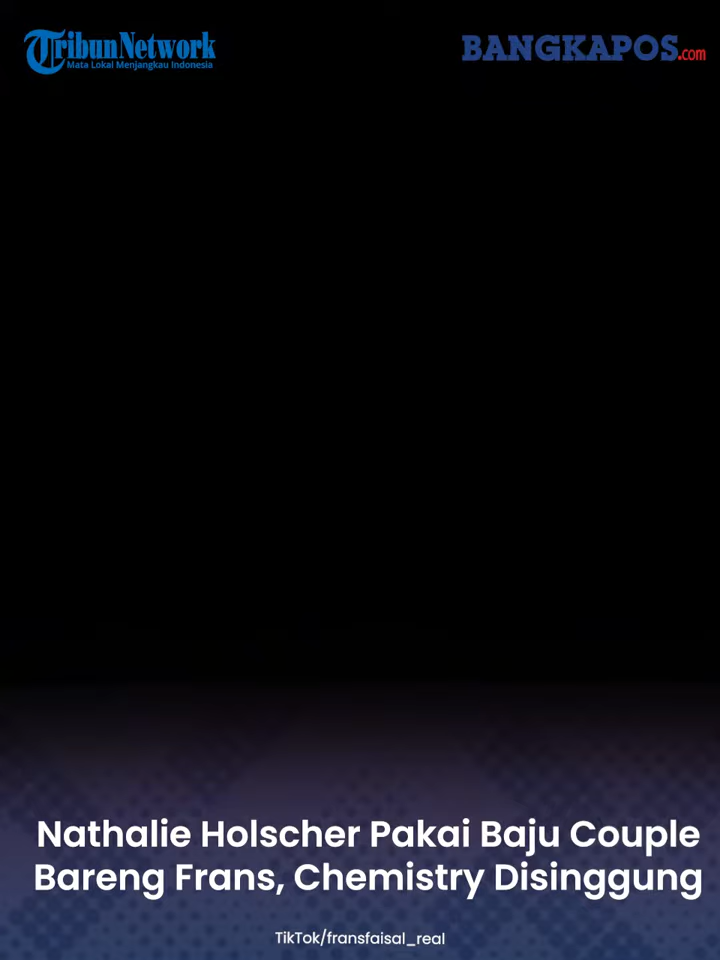 TribunNetwork
Mata Lokal Menjangkau Indonesia
BANGKAPOS.com
Nathalie Holscher Pakai Baju Couple
Bareng Frans, Chemistry Disinggung
TikTok/fransfaisal_real